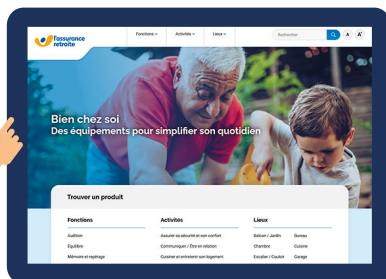 l'assurance
retraite
Fonctions
Activités
Lieux
Rechercher
A
A
Bien chez soi
Des équipements pour simplifier son quotidien
Trouver un produit
Fonctions
Activités
Lieux
Audition
Assurer sa sécurité et son confort
Balcon / Jardin
Bureau
Équilibre
Communiquer / Être en relation
Chambre
Cuisine
Mémoire et repérage
Cuisiner et entretenir son logement
Escalier / Couloir
Garage